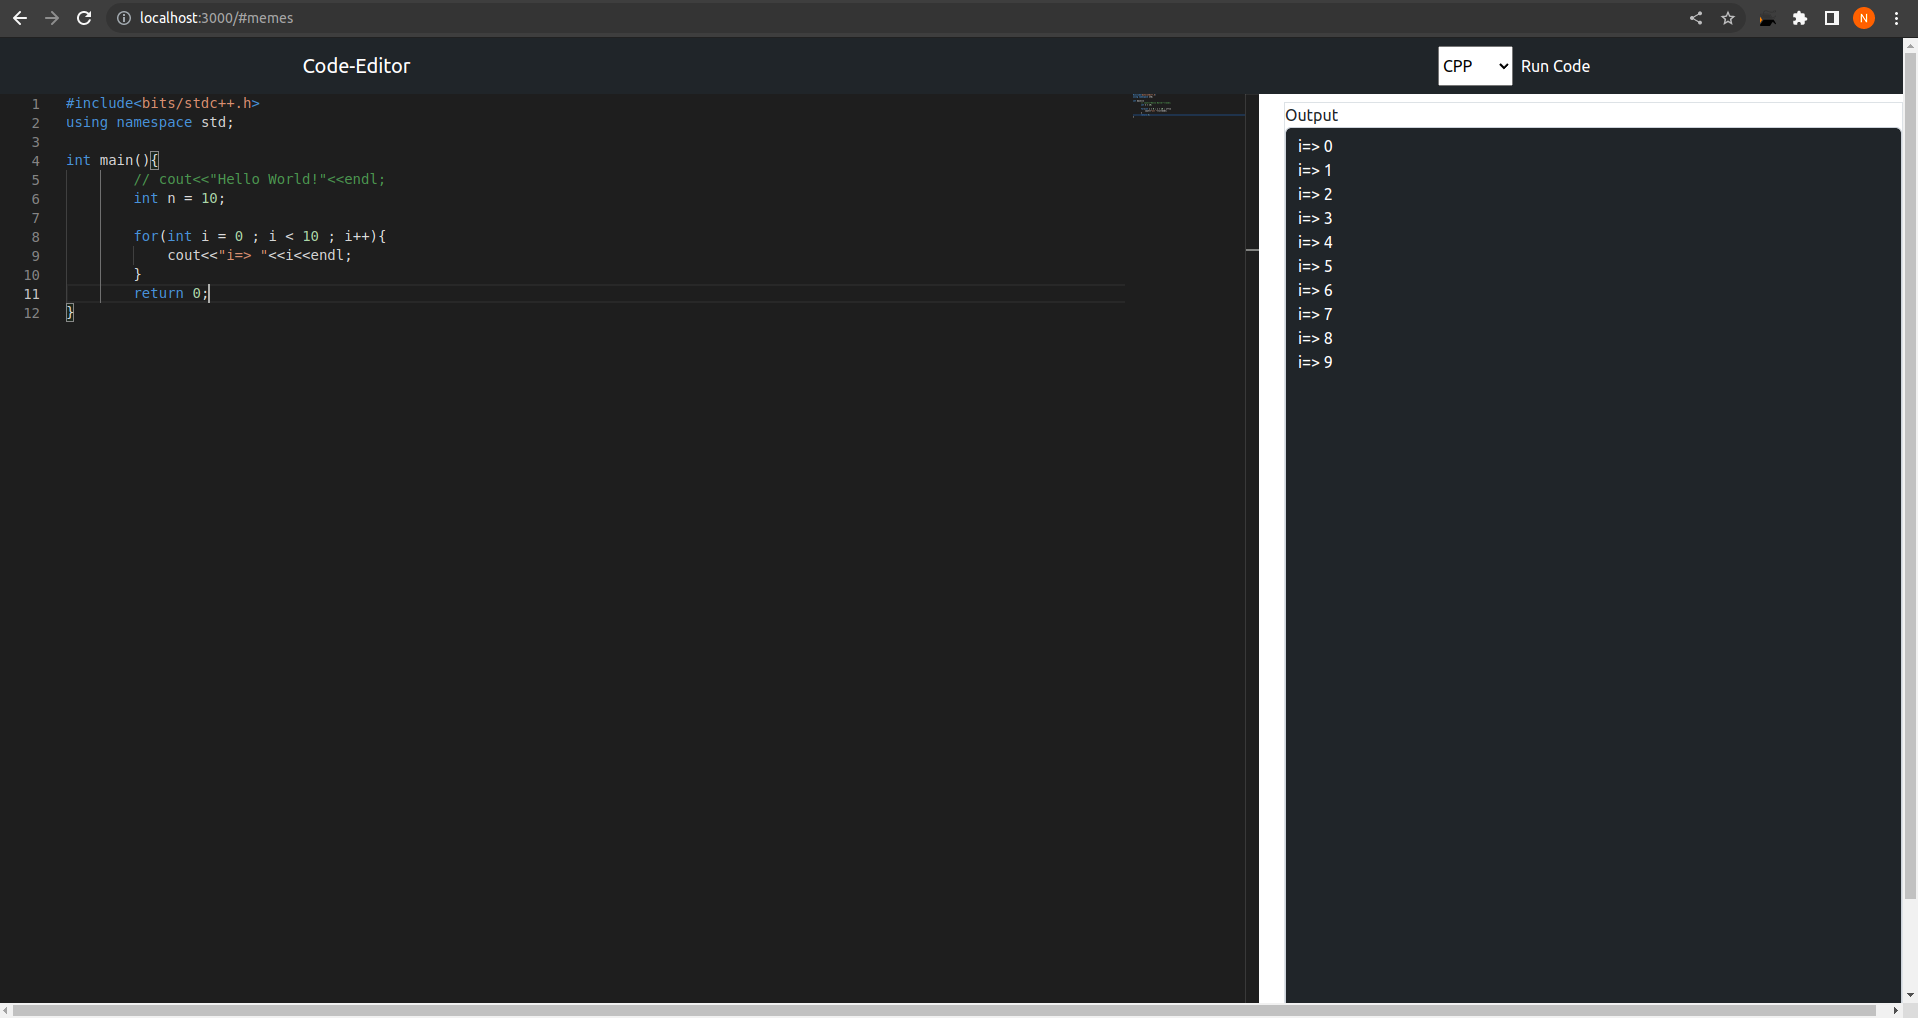 localhost:3000/#memes
N
Code-Editor
CPP
Run Code
1 #include<bits/stdc++.h>
2 using namespace std;
3
4 int main(){
5 // cout<<"Hello World!"<<endl;
6 int n = 10;
7
8 for(int i = 0 ; i < 10 ; i++){
9 cout<<"i=> "<<i<<endl;
10 }
11 return 0;
12 }
Output
i=> 0
i=> 1
i=> 2
i=> 3
i=> 4
i=> 5
i=> 6
i=> 7
i=> 8
i=> 9